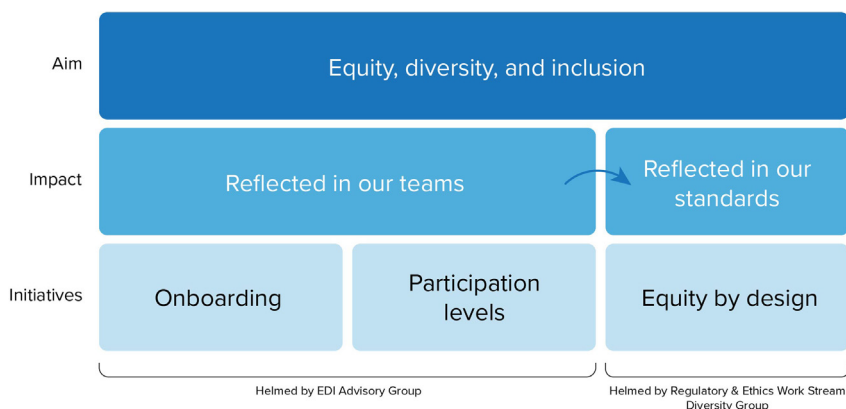 Aim
Equity, diversity, and inclusion
Impact
Reflected in our teams
Reflected in our
standards
Initiatives
Onboarding
Participation
levels
Equity by design
Helmed by EDI Advisory Group
Helmed by Regulatory & Ethics Work Stream
Diversity Group